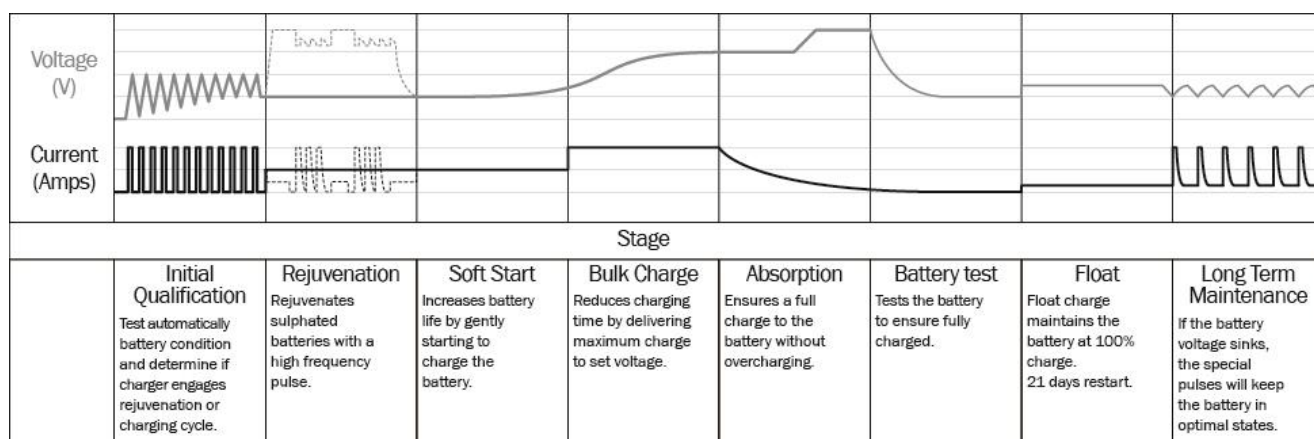 Voltage
(V)
Current
(Amps)
Stage
Initial
Qualification
Test automatically
battery condition
and determine if
charger engages
rejuvenation or
charging cycle.
Rejuvenation
Rejuvenates
sulphated
batteries with a
high frequency
pulse.
Soft Start
Increases battery
life by gently
starting to
charge the
battery.
Bulk Charge
Reduces charging
time by delivering
maximum charge
to set voltage.
Absorption
Ensures a full
charge to the
battery without
overcharging.
Battery test
Tests the battery
to ensure fully
charged.
Float
Float charge
maintains the
battery at 100%
charge.
21 days restart.
Long Term
Maintenance
If the battery
voltage sinks,
the special
pulses will keep
the battery in
optimal states.